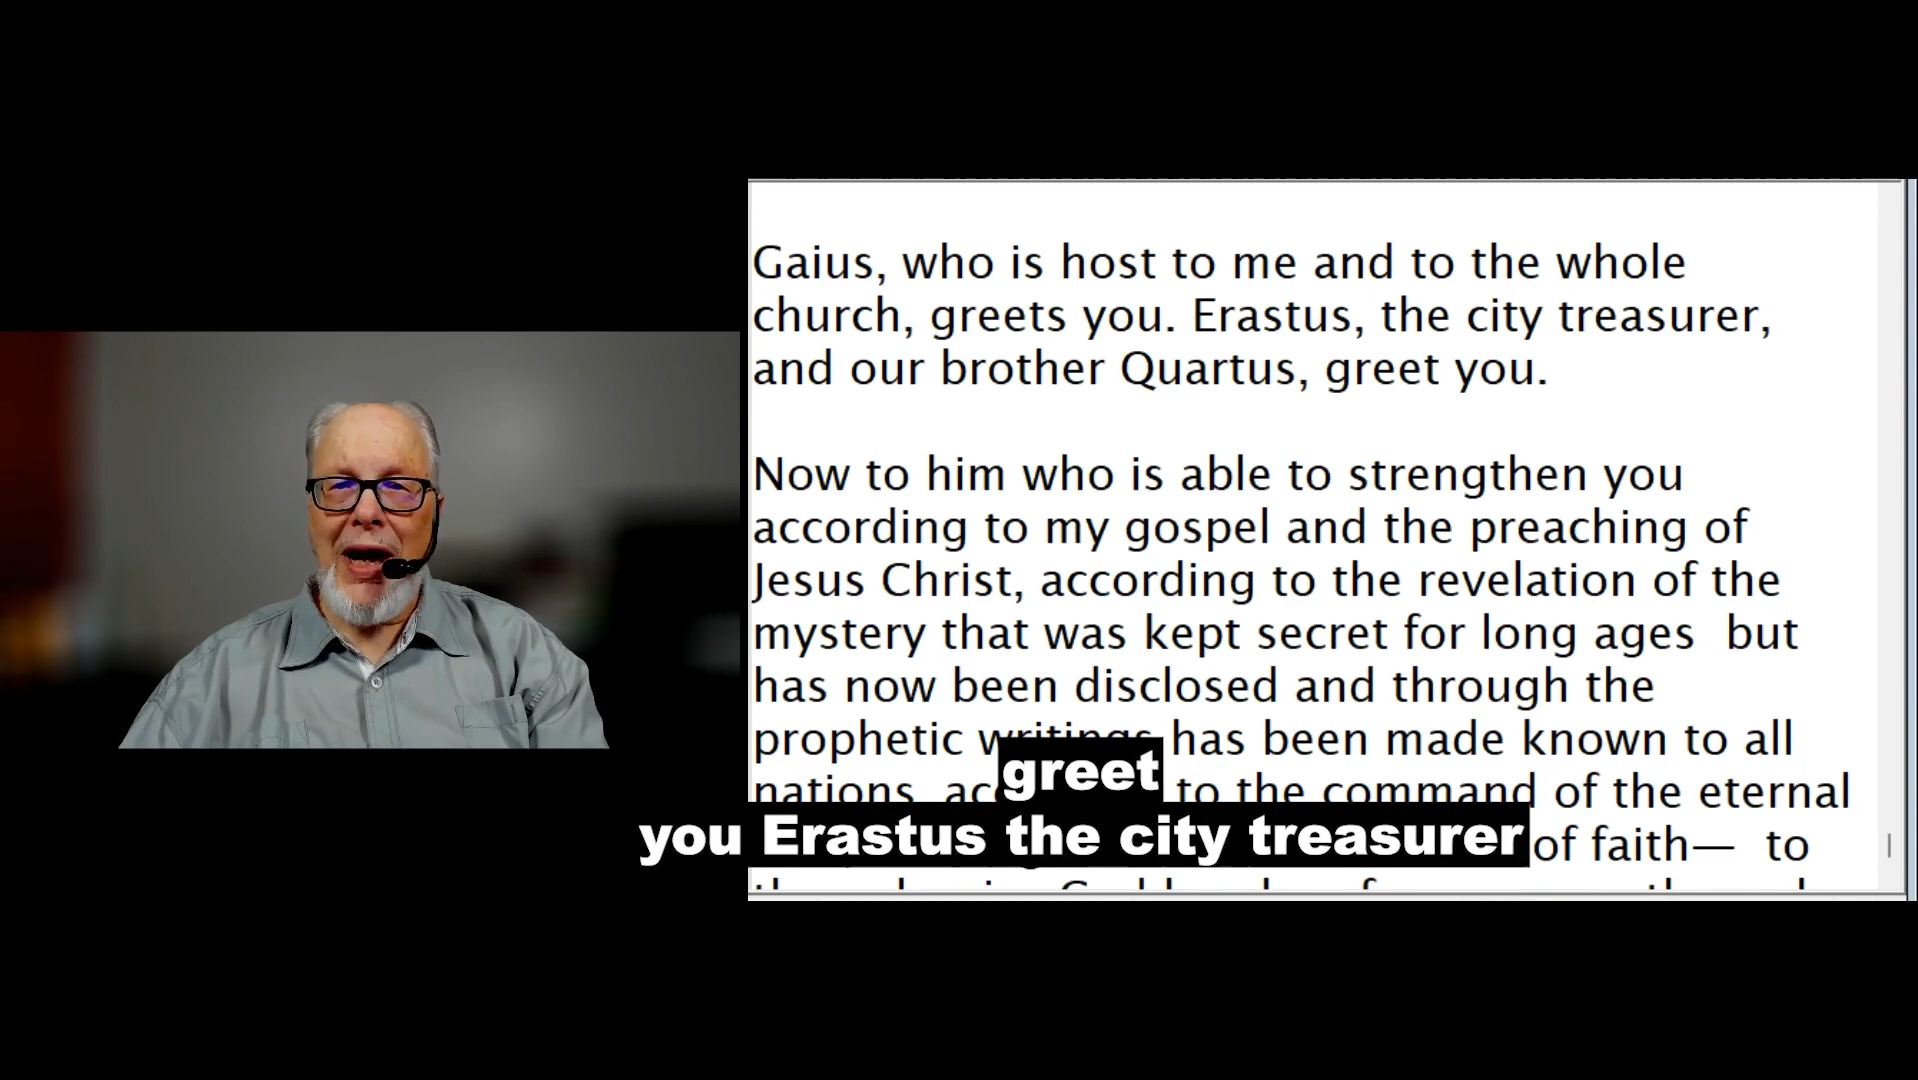 Gaius, who is host to me and to the whole
church, greets you. Erastus, the city treasurer,
and our brother Quartus, greet you.
Now to him who is able to strengthen you
according to my gospel and the preaching of
Jesus Christ, according to the revelation of the
mystery that was kept secret for long ages but
has now been disclosed and through the
prophetic writings has been made known to all
nations to the command of the eternal
of faith— to
greet
you Erastus the city treasurer